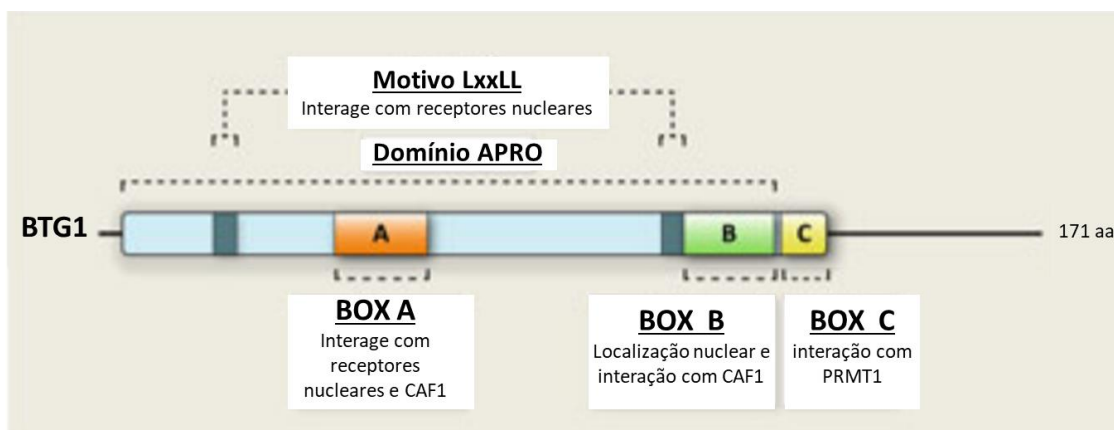 Motivo LxxLL
Interage com receptores nucleares
Domínio APRO
BTG1
A
B
C
171 aa
BOX A
Interage com
receptores
nucleares e CAF1
BOX B
Localização nuclear e
interação com CAF1
BOX C
interação com
PRMT1